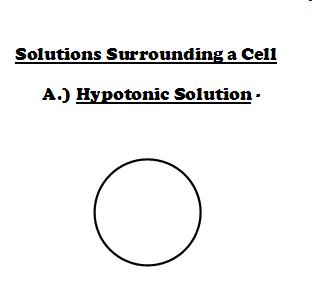 Solutions Surrounding a Cell
A.) Hypotonic Solution -